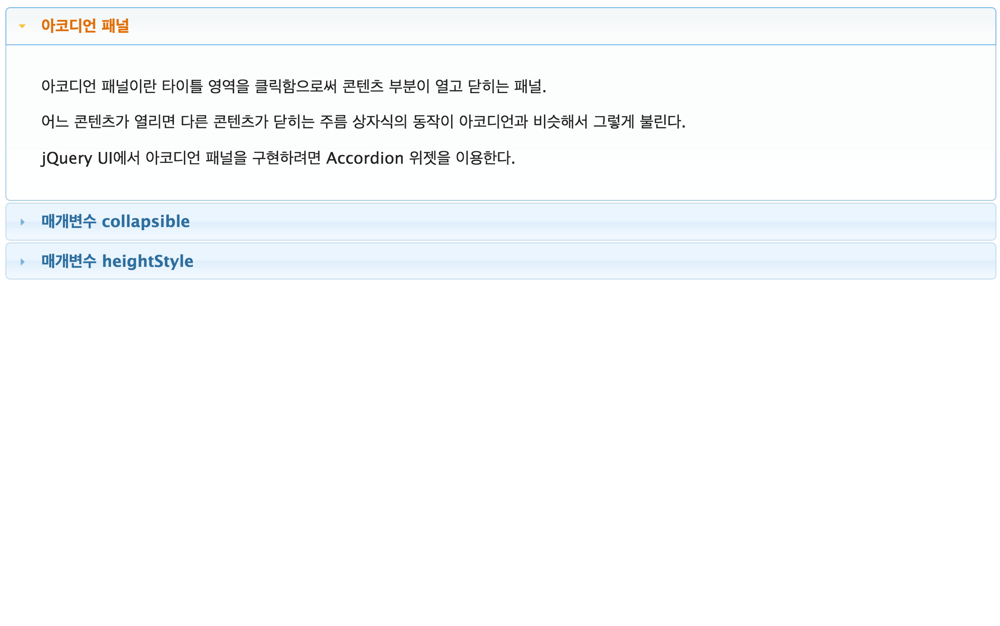 아코디언 패널
아코디언 패널이란 타이틀 영역을 클릭함으로써 콘텐츠 부분이 열고 닫히는 패널.
어느 콘텐츠가 열리면 다른 콘텐츠가 닫히는 주름 상자식의 동작이 아코디언과 비슷해서 그렇게 불린다.
jQuery UI에서 아코디언 패널을 구현하려면 Accordion 위젯을 이용한다.
매개변수 collapsible
매개변수 heightStyle